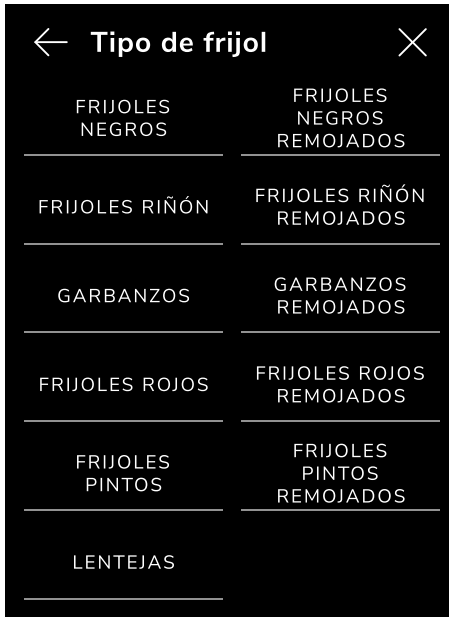 Tipo de frijol
FRIJOLES
NEGROS
FRIJOLES
NEGROS
REMOJADOS
FRIJOLES RIÑÓN
FRIJOLES RIÑÓN
REMOJADOS
GARBANZOS
GARBANZOS
REMOJADOS
FRIJOLES ROJOS
FRIJOLES ROJOS
REMOJADOS
FRIJOLES
PINTOS
FRIJOLES
PINTOS
REMOJADOS
LENTEJAS